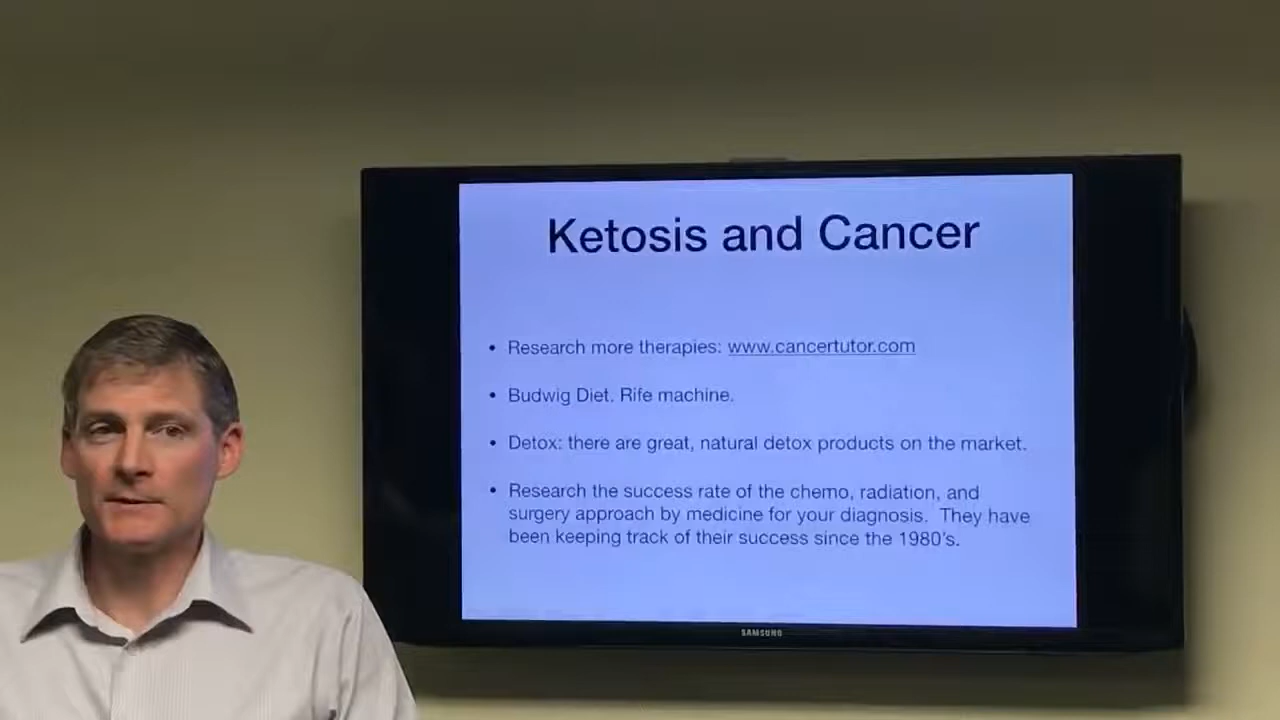 Ketosis and Cancer
• Research more therapies: www.cancertutor.com
• Budwig Diet. Rife machine.
• Detox: there are great, natural detox products on the market.
• Research the success rate of the chemo, radiation, and
surgery approach by medicine for your diagnosis. They have
been keeping track of their success since the 1980's.
SAMSUNG